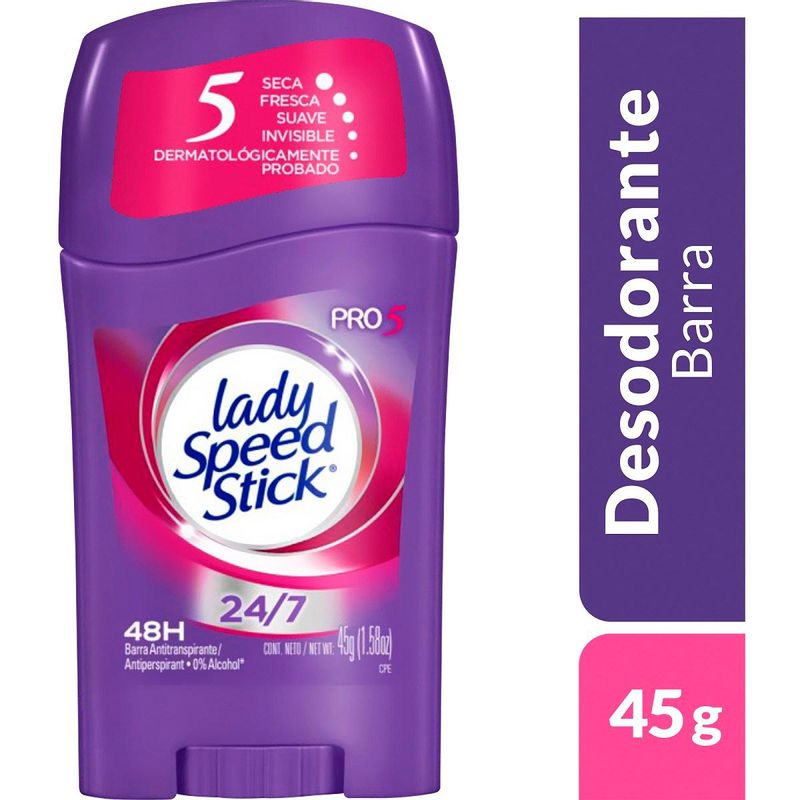 5
SECA
FRESCA
SUAVE
INVISIBLE
DERMATOLÓGICAMENTE
PROBADO
PRO5
lady
Speed
Stick®
24/7
48H
Barra Antitranspirante/
Antiperspirant • 0% Alcohol*
CONT. NETO / NET WT: 45g (1.58oz)
CPE
Desodorante
Barra
45g